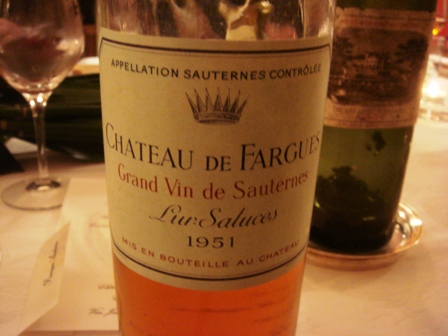 APPELLATION SAUTERNES CONTRÔLÉE
CHATEAU DE FARGUES
Grand Vin de Sauternes
Lur Saluces
1951
MIS EN BOUTEILLE AU CHATEAU